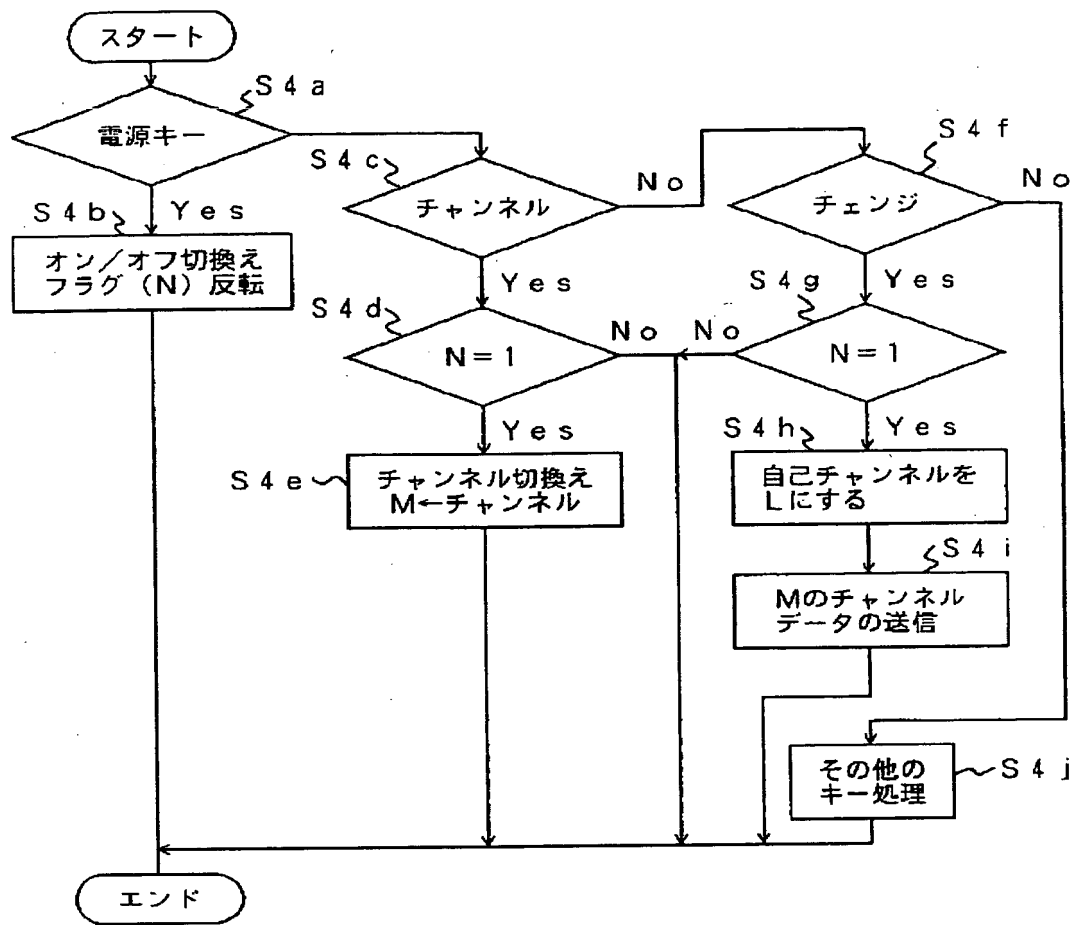 スタート
S4a
電源キー
S4b
Yes
オン／オフ切換え
フラグ（N）反転
S4c
チャンネル
No
Yes
S4d
N＝1
No
Yes
S4e
チャンネル切換え
M←チャンネル
S4f
チェンジ
No
Yes
S4g
N＝1
No
Yes
S4h
自己チャンネルを
Lにする
S4i
Mのチャンネル
データの送信
その他の
キー処理
S4j
エンド